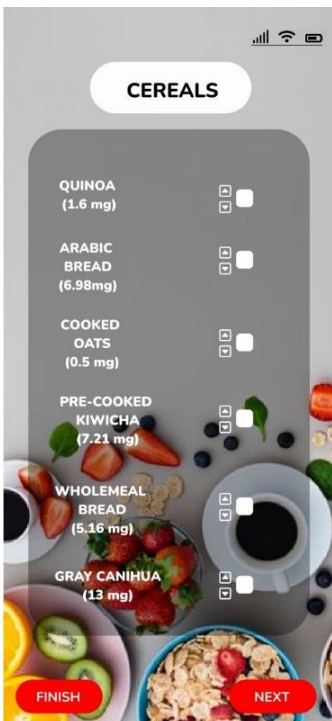 CEREALS
QUINOA
(1.6 mg)
ARABIC
BREAD
(6.98mg)
COOKED
OATS
(0.5 mg)
PRE-COOKED
KIWICHA
(7.21 mg)
WHOLEMEAL
BREAD
(5.16 mg)
GRAY CANIHUA
(13 mg)
FINISH
NEXT